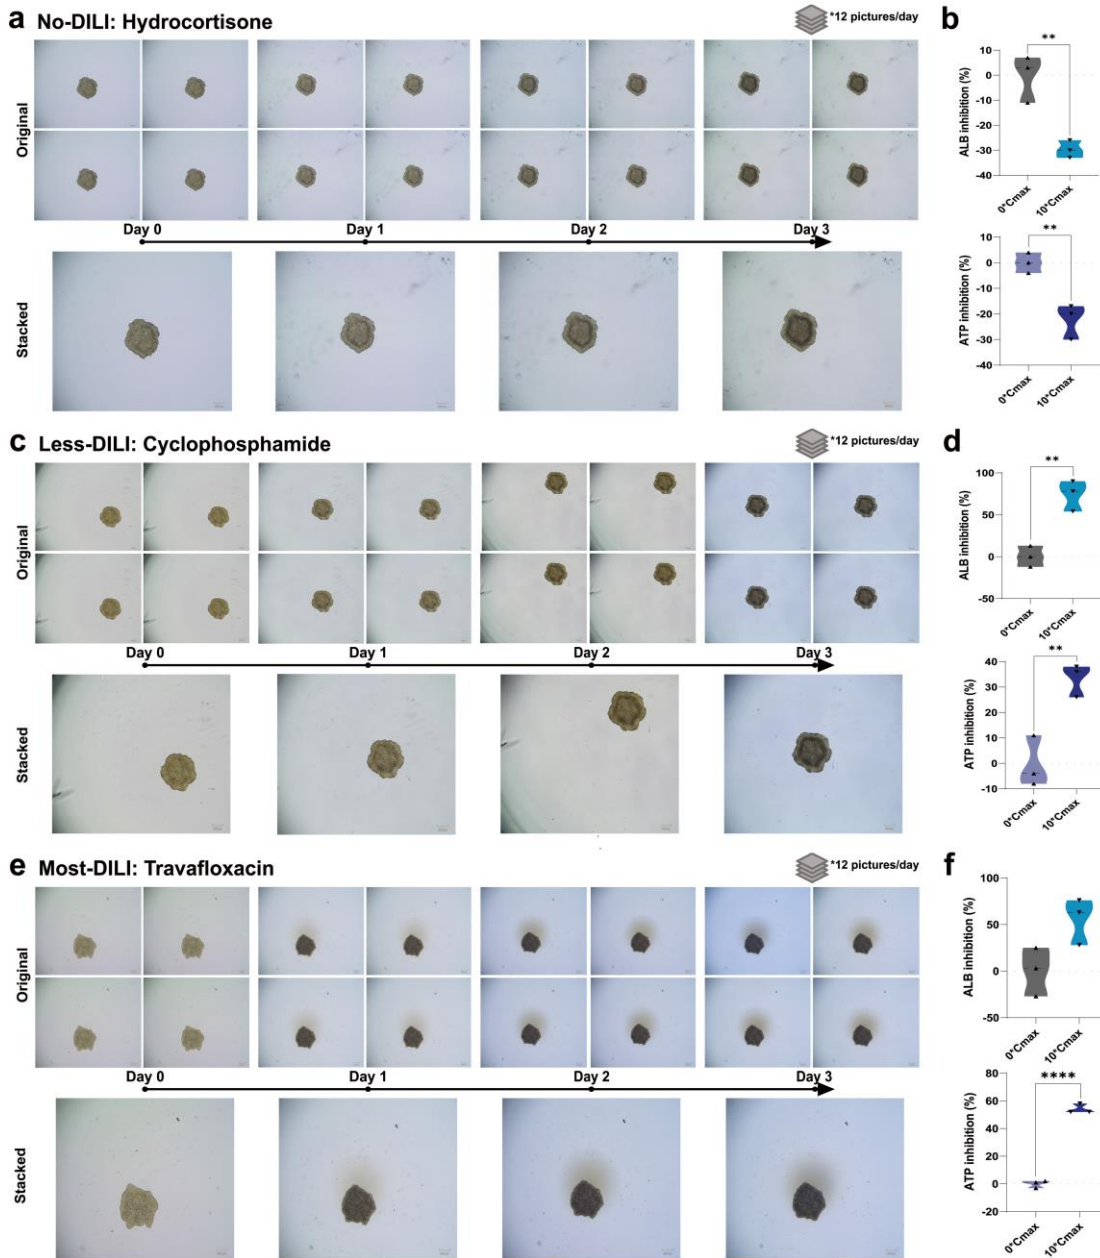 a No-DILI: Hydrocortisone
*12 pictures/day
Original
Day 0
Day 1
Day 2
Day 3
Stacked
b
**
ALB inhibition (%)
10
0
-10
-20
-30
-40
0*Cmax
10*Cmax
**
ATP inhibition (%)
10
0
-10
-20
-30
-40
0*Cmax
10*Cmax
c Less-DILI: Cyclophosphamide
*12 pictures/day
Original
Day 0
Day 1
Day 2
Day 3
Stacked
d
**
ALB inhibition (%)
100
50
0
-50
0*Cmax
10*Cmax
**
ATP inhibition (%)
40
30
20
10
0
-10
0*Cmax
10*Cmax
e Most-DILI: Travafloxacin
*12 pictures/day
Original
Day 0
Day 1
Day 2
Day 3
Stacked
f
ALB inhibition (%)
100
50
0
-50
0*Cmax
10*Cmax
****
ATP inhibition (%)
80
60
40
20
0
-20
0*Cmax
10*Cmax